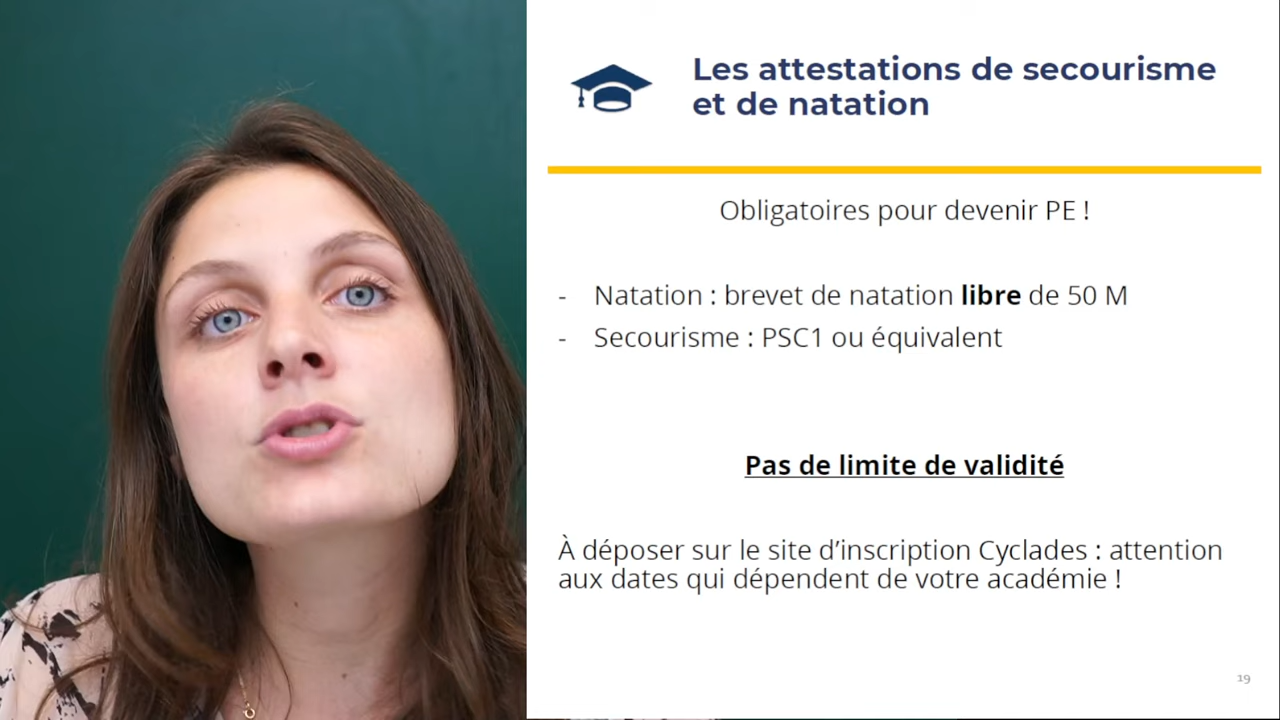 Les attestations de secourisme
et de natation
Obligatoires pour devenir PE !
- Natation : brevet de natation libre de 50 M
- Secourisme : PSC1 ou équivalent
Pas de limite de validité
À déposer sur le site d’inscription Cyclades : attention
aux dates qui dépendent de votre académie !
19